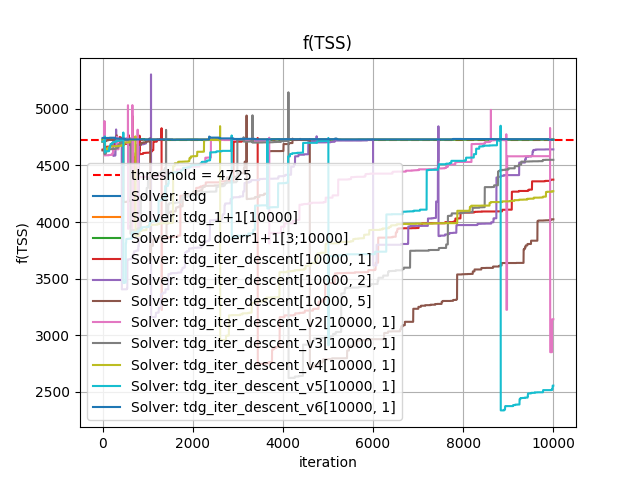 f(TSS)
5000
4500
4000
3500
3000
2500
f(TSS)
threshold = 4725
Solver: tdg
Solver: tdg_1+1[10000]
Solver: tdg_doerr1+1[3;10000]
Solver: tdg_iter_descent[10000, 1]
Solver: tdg_iter_descent[10000, 2]
Solver: tdg_iter_descent[10000, 5]
Solver: tdg_iter_descent_v2[10000, 1]
Solver: tdg_iter_descent_v3[10000, 1]
Solver: tdg_iter_descent_v4[10000, 1]
Solver: tdg_iter_descent_v5[10000, 1]
Solver: tdg_iter_descent_v6[10000, 1]
0 2000 4000 6000 8000 10000
iteration